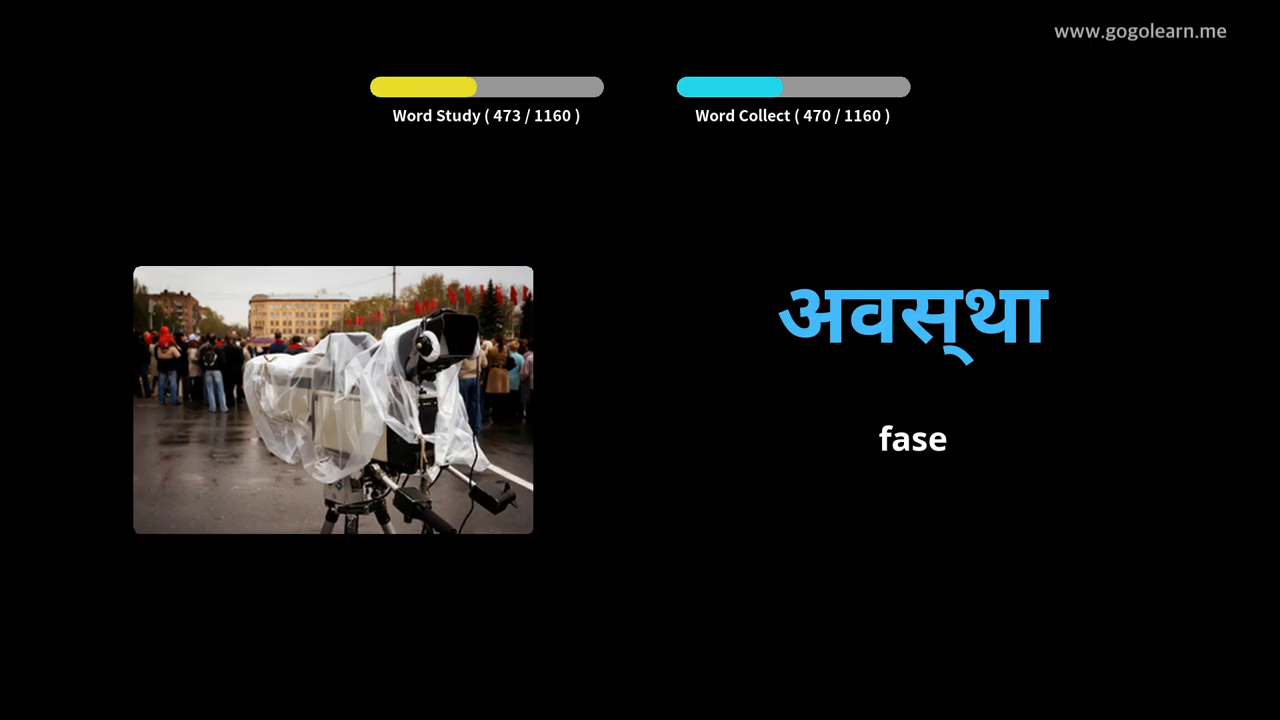 www.gogolearn.me
Word Study ( 473 / 1160 )
Word Collect ( 470 / 1160 )
अवस्था
fase